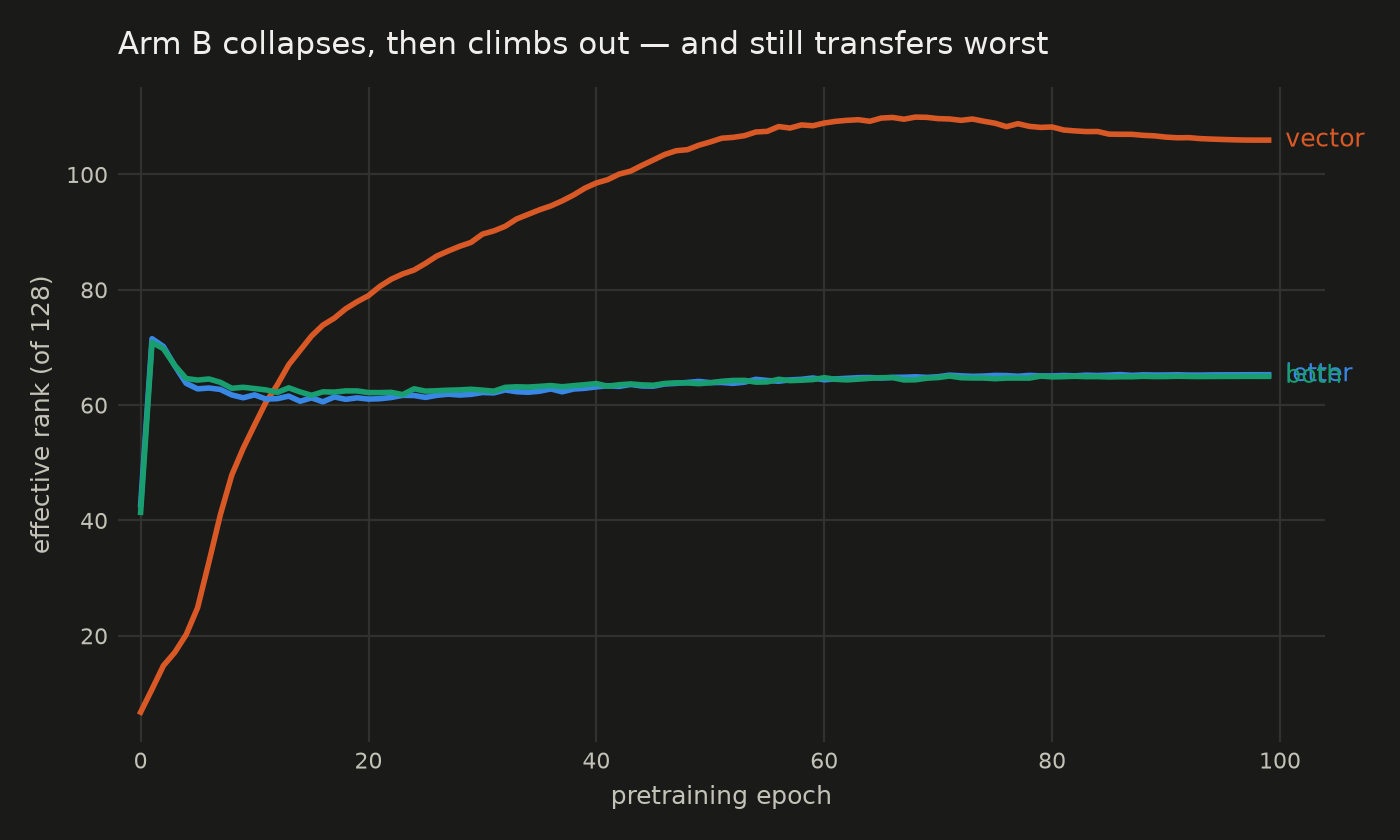 Arm B collapses, then climbs out — and still transfers worst
effective rank (of 128)
100
80
60
40
20
vector
both
0
20
40
60
80
100
pretraining epoch